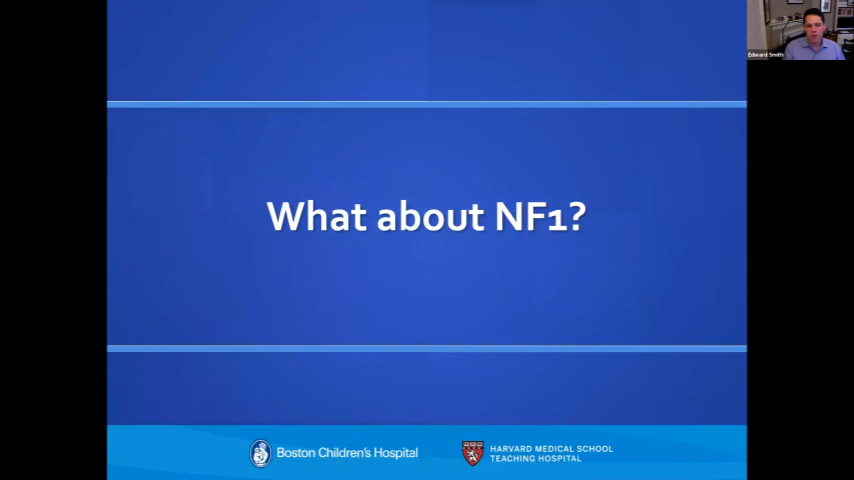 Edward Smith
What about NF1?
Boston Children's Hospital
HARVARD MEDICAL SCHOOL
TEACHING HOSPITAL